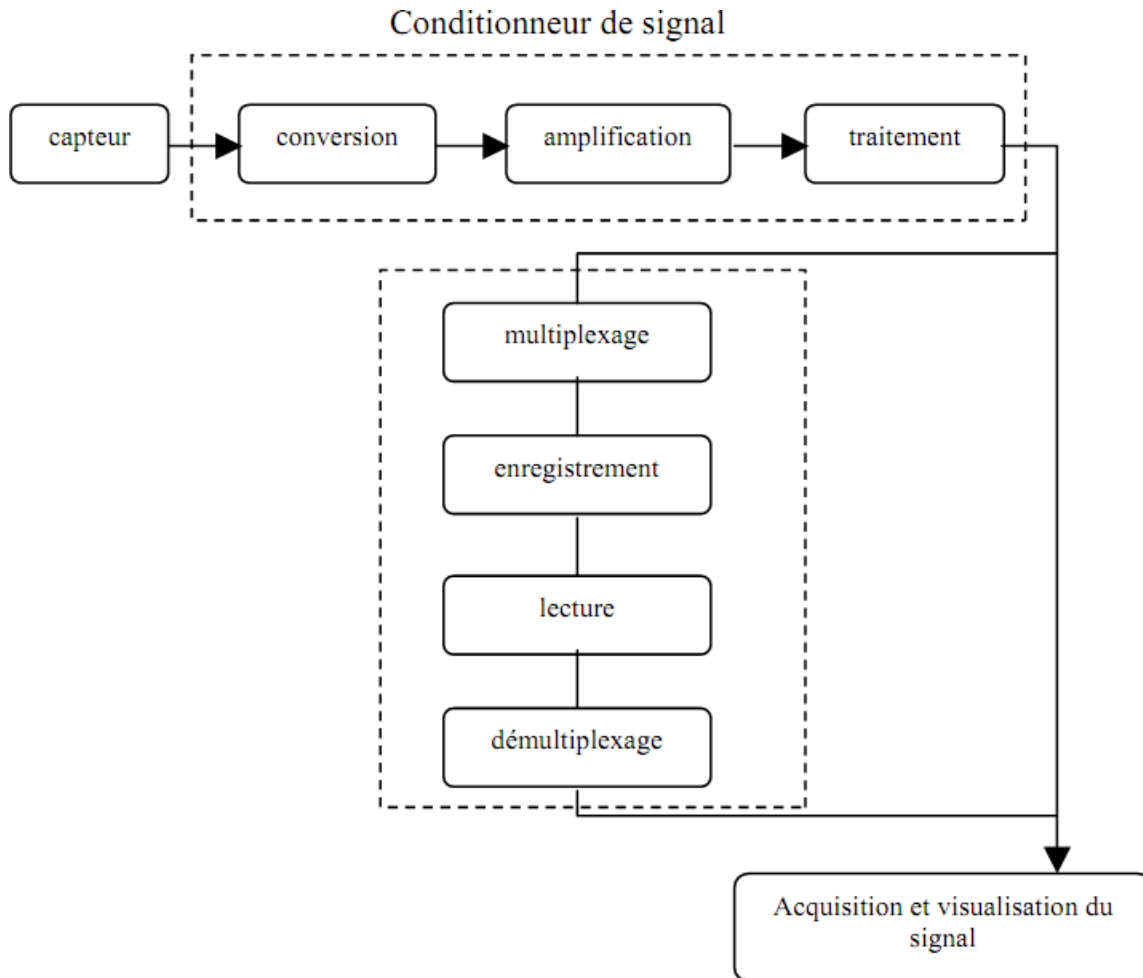 Conditionneur de signal
capteur
conversion
amplification
traitement
multiplexage
enregistrement
lecture
démultiplexage
Acquisition et visualisation du
signal